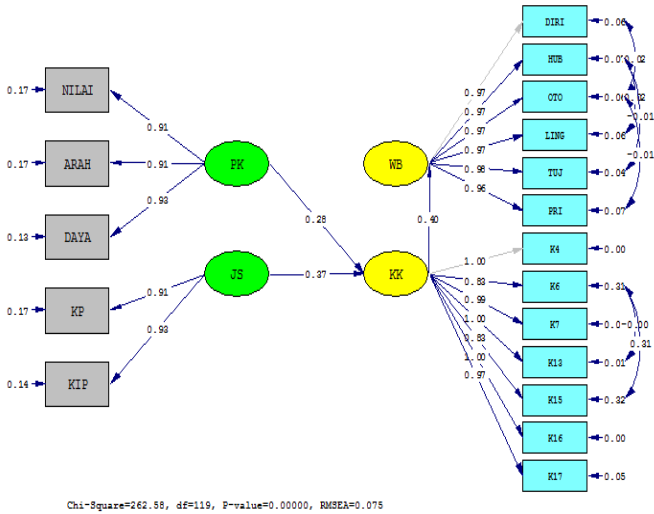 DIRI
0.06
0.17
NILAI
HUB
0.02
0.97
OTO
0.97
-0.01
0.91
0.97
LING
0.06
0.17
ARAH
0.91
PK
WB
0.97
-0.01
0.98
TUJ
0.04
0.93
0.96
PRI
0.07
0.28
0.40
0.13
DAYA
K4
0.00
1.00
JS
0.37
KK
0.83
K6
0.31
0.91
0.99
0.17
KP
1.00
K7
0.93
0.83
0.31
1.00
K13
0.01
0.97
0.14
KIP
K15
0.32
K16
0.00
K17
0.05
Chi-Square=262.58, df=119, P-value=0.00000, RMSEA=0.075